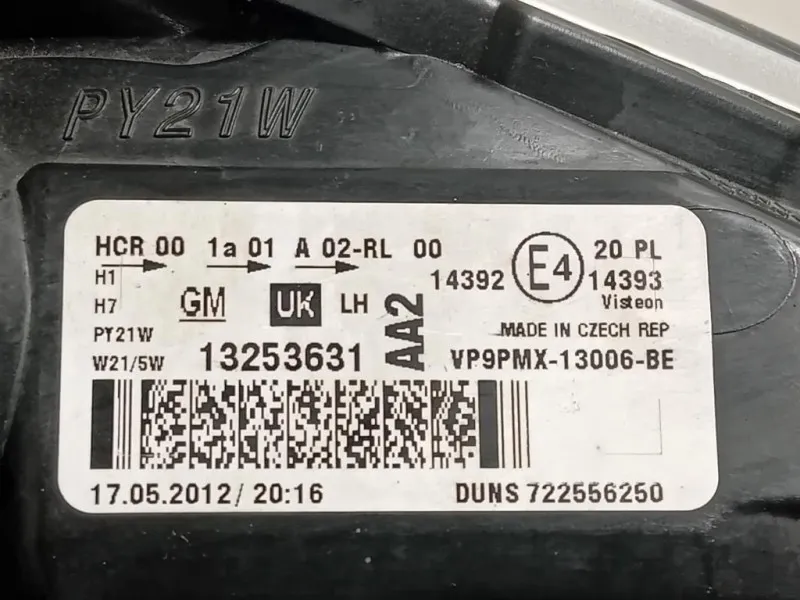 PY21W
HCR 00 1a 01 A 02-RL 00
E4
20 PL
14392
14393
H1
H7
GM
UK
LH
AA2
Visteon
PY21W
MADE IN CZECH REP
W21/5W
13253631
VP9PMX-13006-BE
17.05.2012/ 20:16
DUNS 722556250